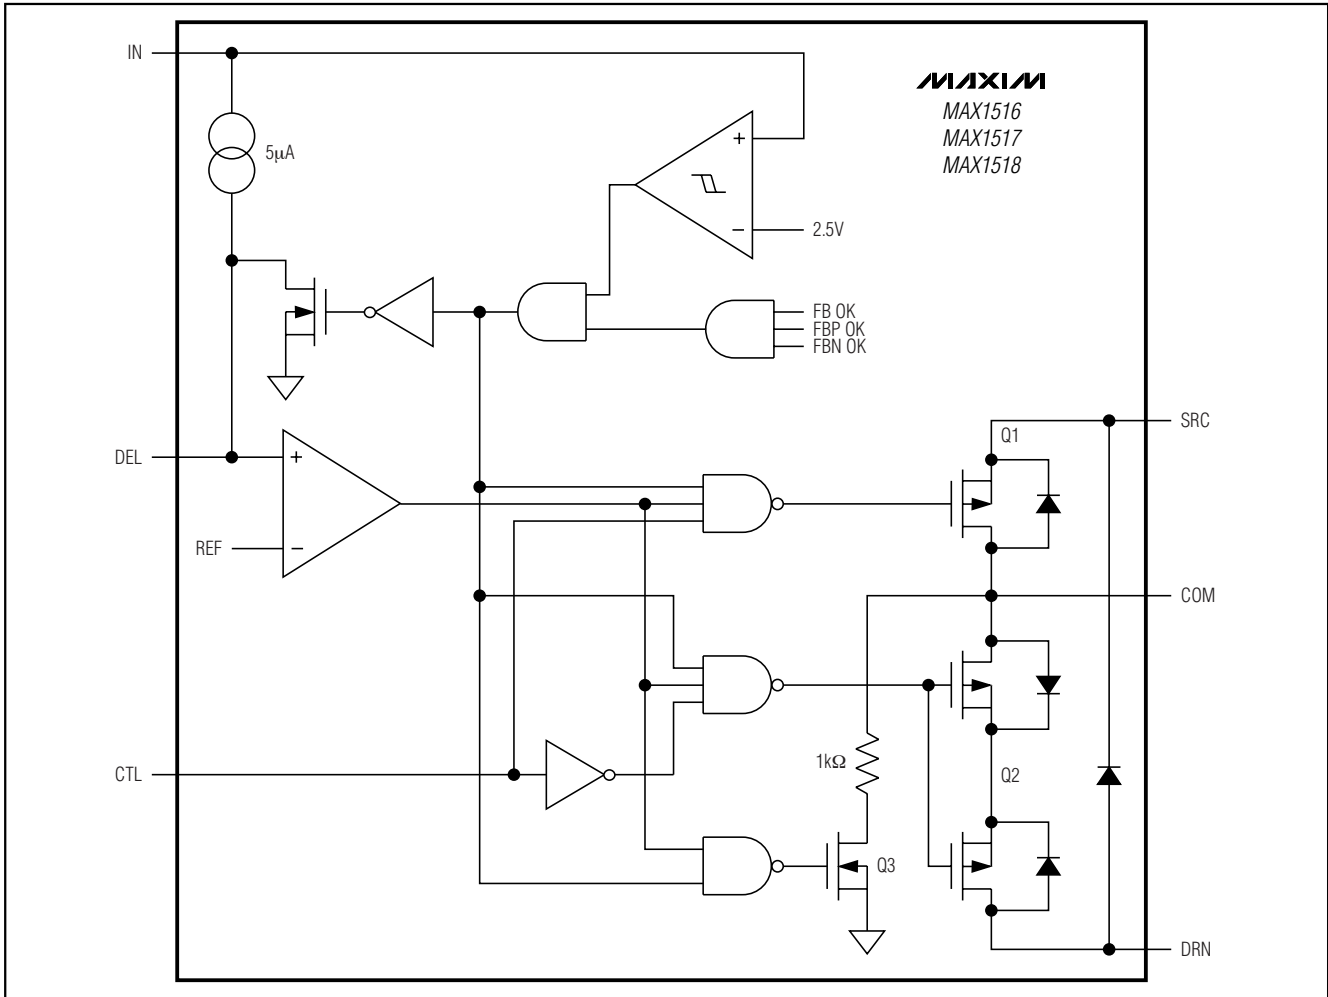 IN
MAXIM
MAX1516
MAX1517
MAX1518
5µA
+
−
2.5V
FB OK
FBP OK
FBN OK
SRC
Q1
DEL
+
REF
−
COM
1kΩ
CTL
Q2
Q3
DRN